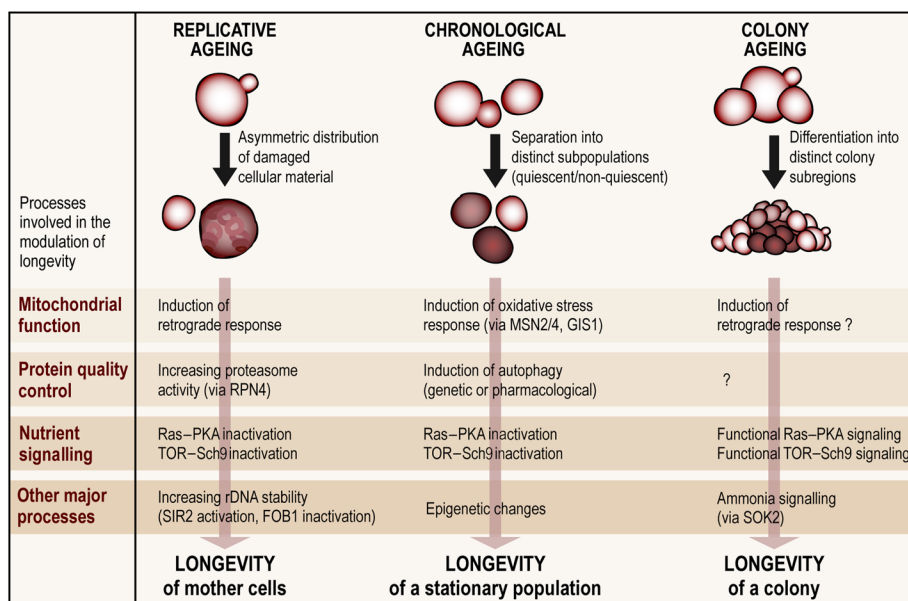 REPLICATIVE
AGEING
CHRONOLOGICAL
AGEING
COLONY
AGEING
Asymmetric distribution
of damaged
cellular material
Separation into
distinct subpopulations
(quiescent/non-quiescent)
Differentiation into
distinct colony
subregions
Processes
involved in the
modulation of
longevity
Mitochondrial
function
Induction of
retrograde response
Induction of oxidative stress
response (via MSN2/4, GIS1)
Induction of
retrograde response ?
Protein quality
control
Increasing proteasome
activity (via RPN4)
Induction of autophagy
(genetic or pharmacological)
?
Nutrient
signalling
Ras–PKA inactivation
TOR–Sch9 inactivation
Ras–PKA inactivation
TOR–Sch9 inactivation
Functional Ras–PKA signaling
Functional TOR–Sch9 signaling
Other major
processes
Increasing rDNA stability
(SIR2 activation, FOB1 inactivation)
Epigenetic changes
Ammonia signalling
(via SOK2)
LONGEVITY
of mother cells
LONGEVITY
of a stationary population
LONGEVITY
of a colony